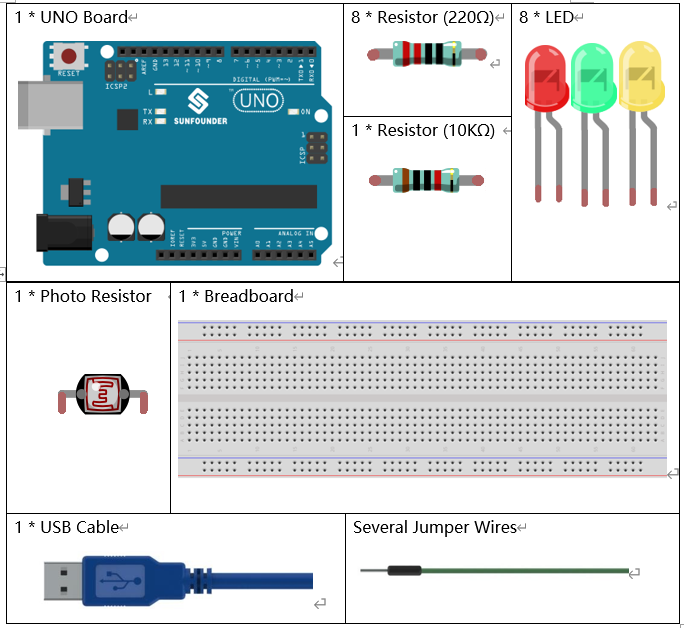 1 * UNO Board
8 * Resistor (220Ω)
8 * LED
RESET
ICSP2
AREF
GND
13
12
~11
~10
~9
8
7
~6
~5
4
~3
2
TXD▶1
RXD◀0
DIGITAL (PWM~)
L
TX
RX
SUNFOUNDER
UNO
ON
1
ICSP
POWER
ANALOG IN
IOREF
RESET
3V3
5V
GND
GND
VIN
A0
A1
A2
A3
A4
A5
1 * Resistor (10KΩ)
1 * Photo Resistor
1 * Breadboard
1 * USB Cable
Several Jumper Wires